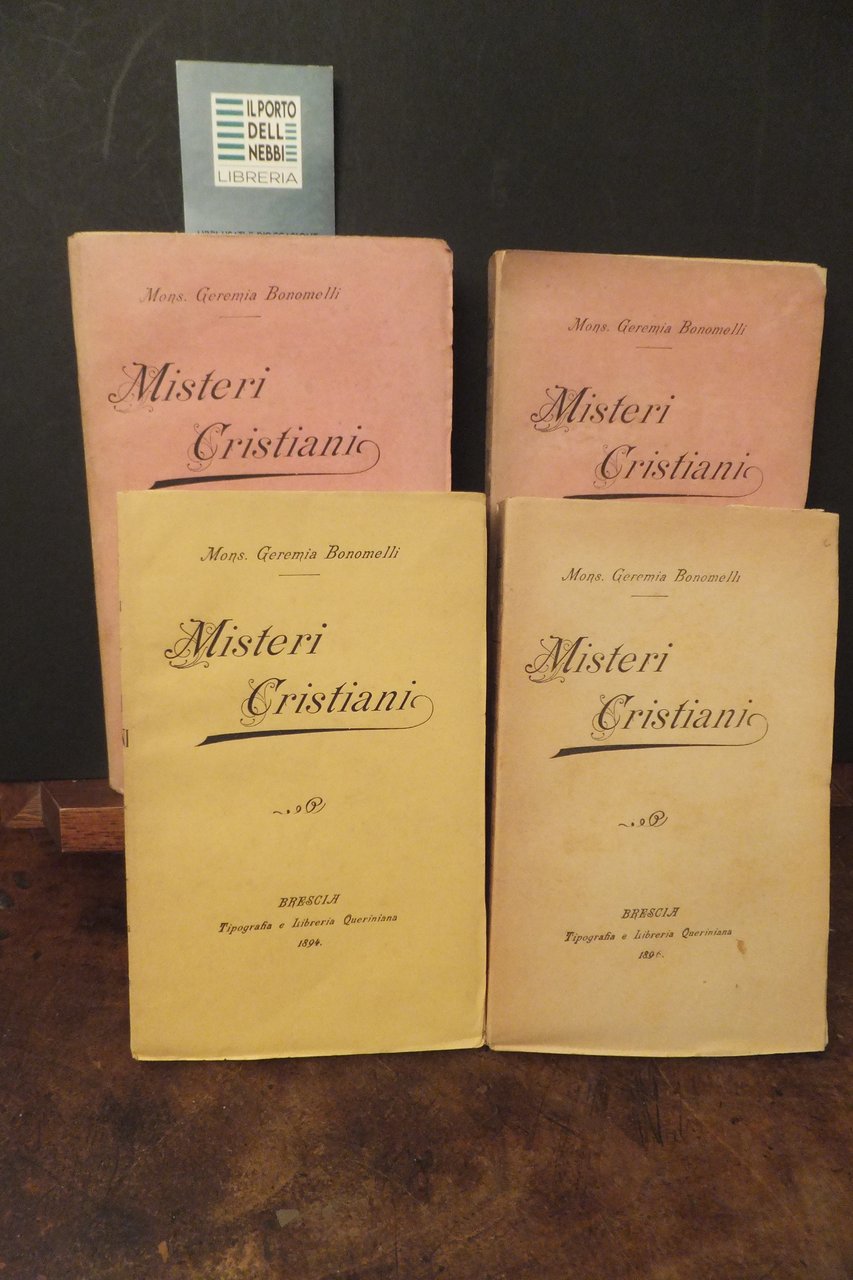 IL PORTO
DELLE
NEBBIE
LIBRERIA
Mons. Geremia Bonomelli
Misteri
Cristiani
Mons. Geremia Bonomelli
Misteri
Cristiani
Mons. Geremia Bonomelli
Misteri
Cristiani
BRESCIA
Tipografia e Libreria Queriniana
1894.
Mons. Geremia Bonomelli
Misteri
Cristiani
BRESCIA
Tipografia e Libreria Queriniana
1896.